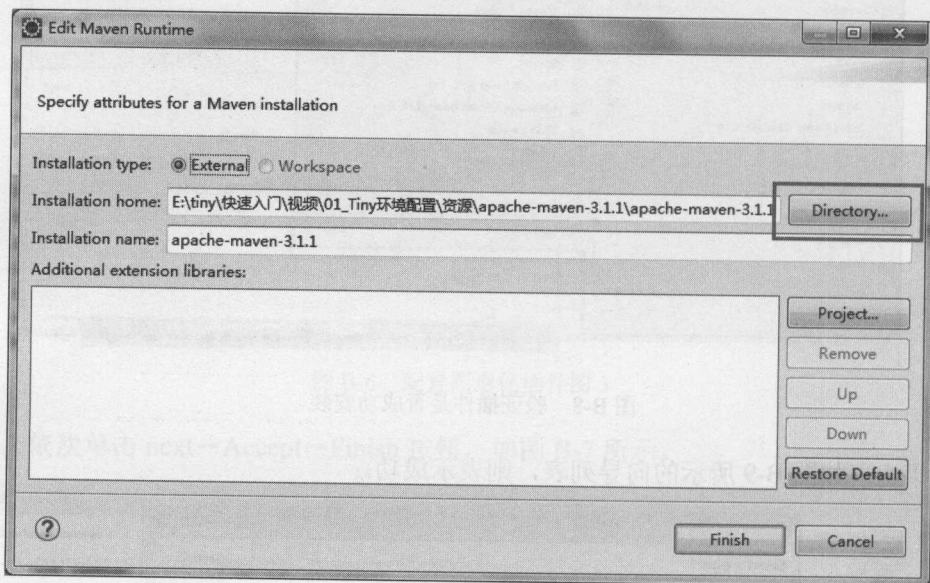 Edit Maven Runtime
Specify attributes for a Maven installation
Installation type: External Workspace
Installation home: E:\tiny\快速入门\视频\01_Tiny环境配置\资源\apache-maven-3.1.1\apache-maven-3.1.1 Directory...
Installation name: apache-maven-3.1.1
Additional extension libraries:
Project...
Remove
Up
Down
Restore Default
Finish
Cancel